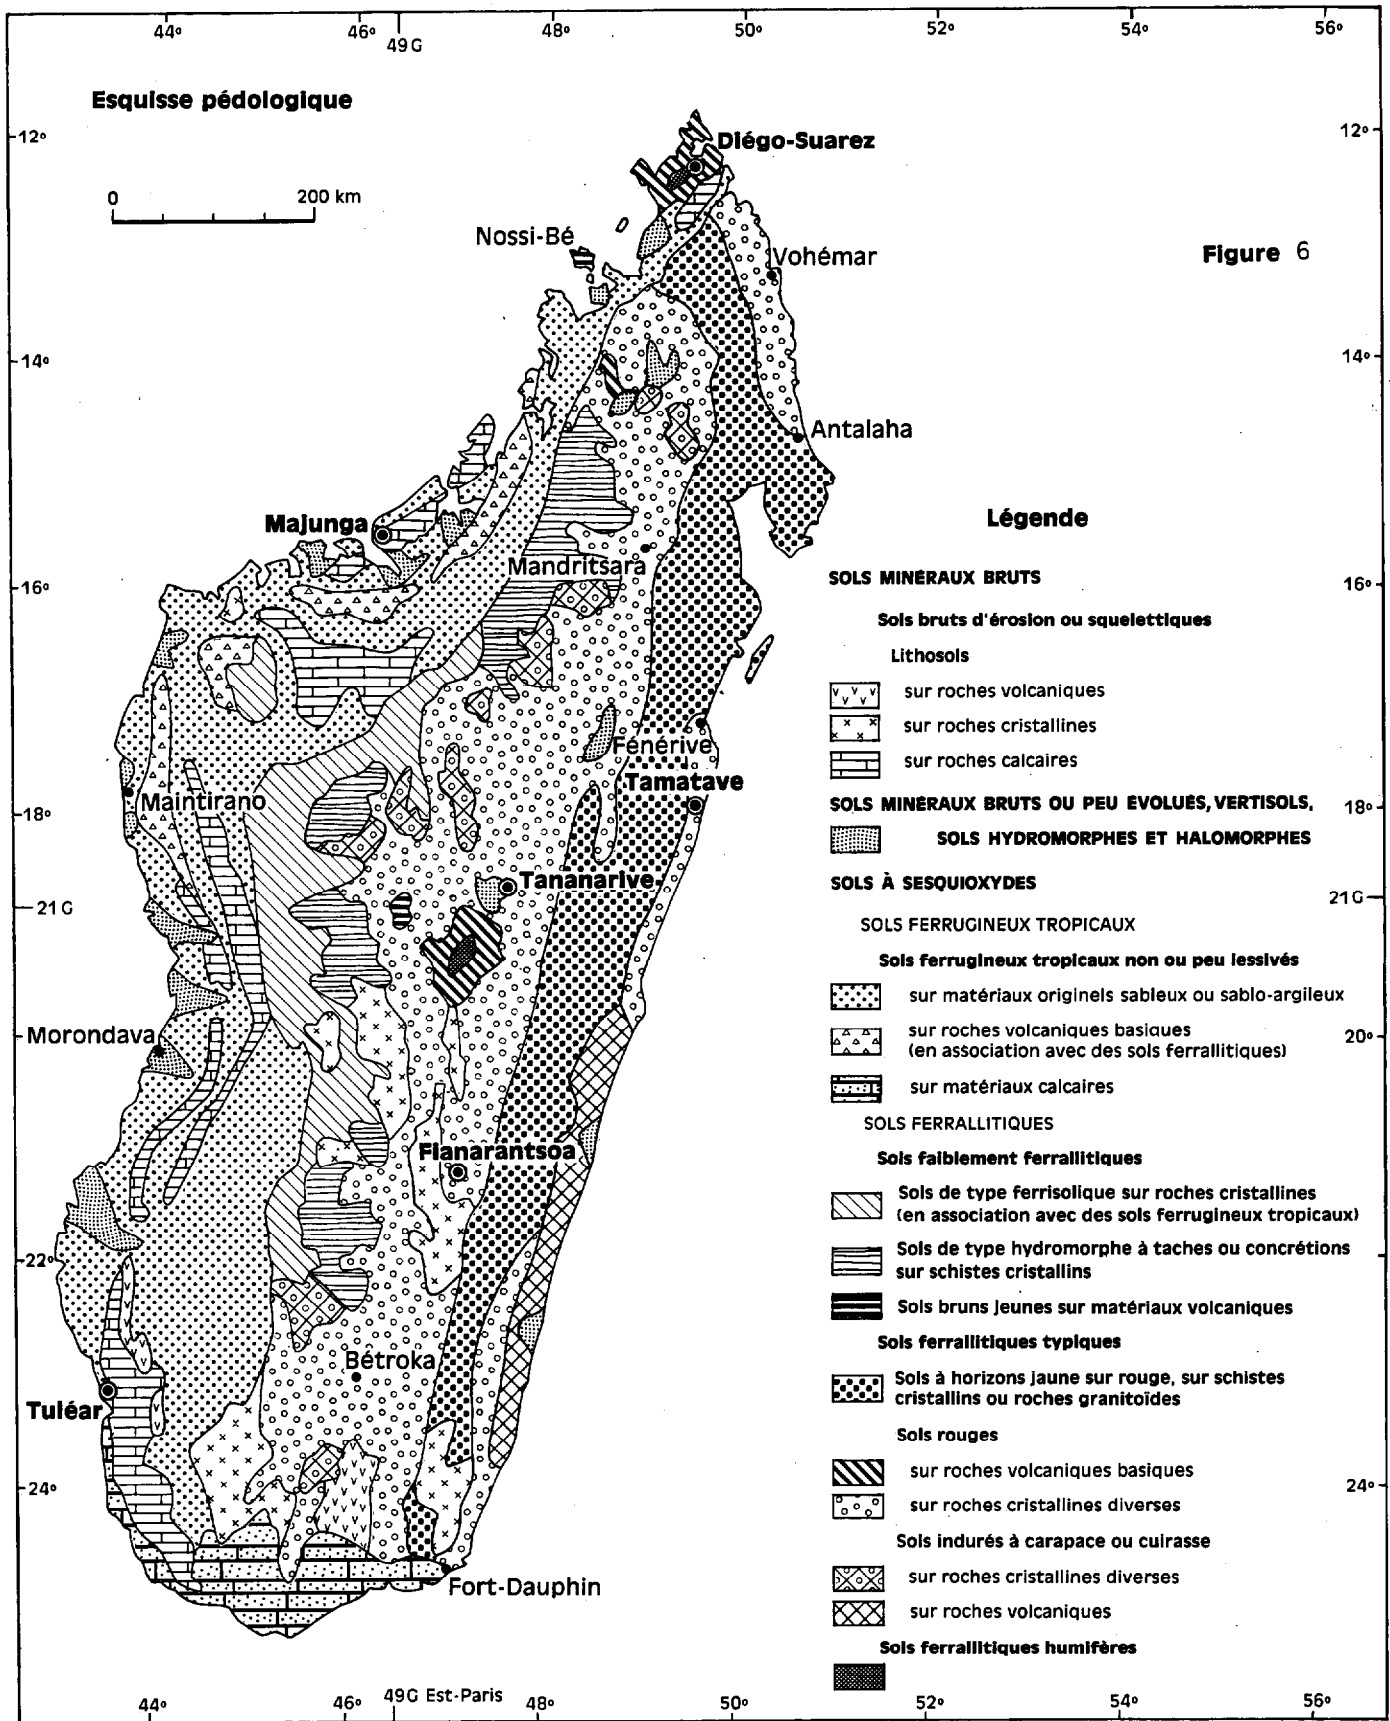 44° 46° 48° 50° 52° 54° 56°
49G
Esquisse pédologique
12° 12°
Diégo-Suarez
0 200 km
Nossi-Bé
Vohémar
Figure 6
14° 14°
Antalaha
Majunga
Mandritsara
16° 16°
Fénérive
Tamatave
Maintirano
18° 18°
Tananarive
21G 21G
Morondava
20°
Fianarantsoa
22°
Bétroka
Tuléar
24° 24°
Fort-Dauphin
Légende
SOLS MINÉRAUX BRUTS
Sols bruts d'érosion ou squelettiques
Lithosols
sur roches volcaniques
sur roches cristallines
sur roches calcaires
SOLS MINÉRAUX BRUTS OU PEU ÉVOLUÉS, VERTISOLS.
SOLS HYDROMORPHES ET HALOMORPHES
SOLS À SESQUIOXYDES
SOLS FERRUGINEUX TROPICAUX
Sols ferrugineux tropicaux non ou peu lessivés
sur matériaux originels sableux ou sablo-argileux
sur roches volcaniques basiques
(en association avec des sols ferrallitiques)
sur matériaux calcaires
SOLS FERRALLITIQUES
Sols faiblement ferrallitiques
Sols de type ferrisolique sur roches cristallines
(en association avec des sols ferrugineux tropicaux)
Sols de type hydromorphe à taches ou concrétions
sur schistes cristallins
Sols bruns jeunes sur matériaux volcaniques
Sols ferrallitiques typiques
Sols à horizons jaune sur rouge, sur schistes
cristallins ou roches granitoïdes
Sols rouges
sur roches volcaniques basiques
sur roches cristallines diverses
Sols indurés à carapace ou cuirasse
sur roches cristallines diverses
sur roches volcaniques
Sols ferrallitiques humifères
44° 46° 49G Est-Paris 48° 50° 52° 54° 56°